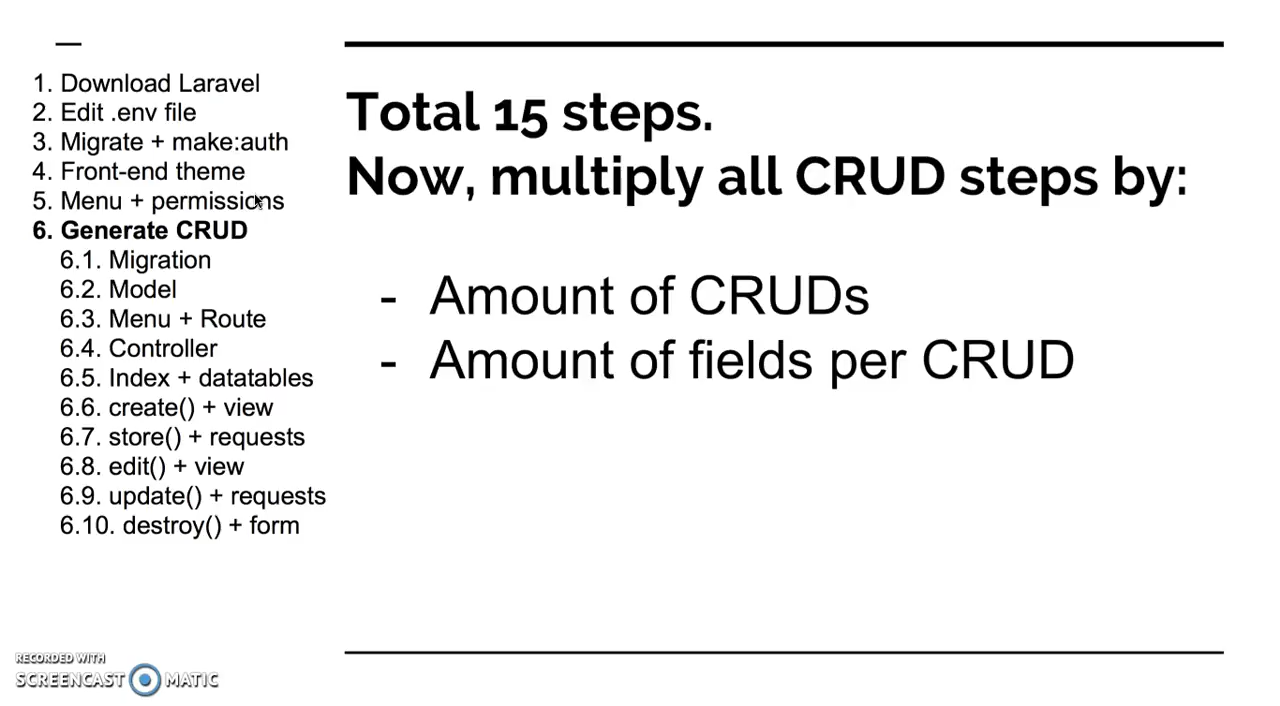 1. Download Laravel
2. Edit .env file
3. Migrate + make:auth
4. Front-end theme
5. Menu + permissions
6. Generate CRUD
6.1. Migration
6.2. Model
6.3. Menu + Route
6.4. Controller
6.5. Index + datatables
6.6. create() + view
6.7. store() + requests
6.8. edit() + view
6.9. update() + requests
6.10. destroy() + form
Total 15 steps.
Now, multiply all CRUD steps by:
- Amount of CRUDs
- Amount of fields per CRUD
RECORDED WITH
SCREENCAST MATIC